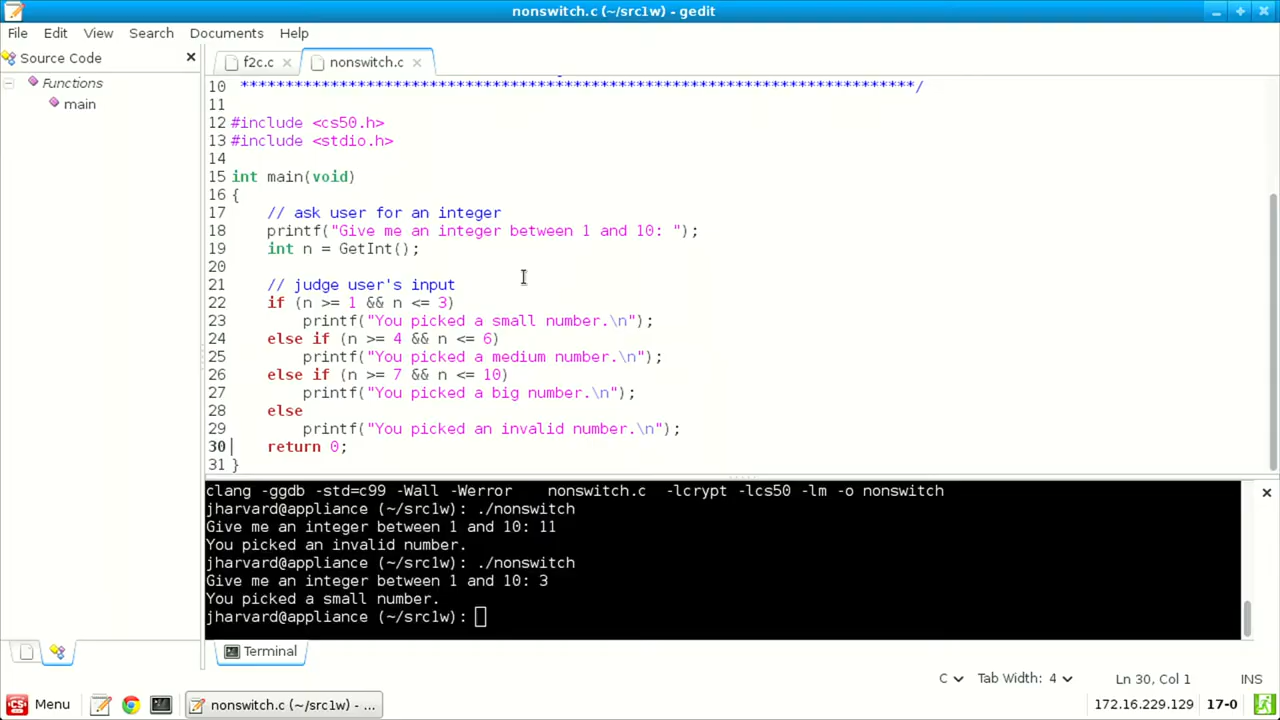 nonswitch.c (~/src1w) - gedit
File Edit View Search Documents Help
Source Code
Functions
main
f2c.c
nonswitch.c
10 ***************************************************************************/
11
12 #include <cs50.h>
13 #include <stdio.h>
14
15 int main(void)
16 {
17     // ask user for an integer
18     printf("Give me an integer between 1 and 10: ");
19     int n = GetInt();
20
21     // judge user's input
22     if (n >= 1 && n <= 3)
23         printf("You picked a small number.\n");
24     else if (n >= 4 && n <= 6)
25         printf("You picked a medium number.\n");
26     else if (n >= 7 && n <= 10)
27         printf("You picked a big number.\n");
28     else
29         printf("You picked an invalid number.\n");
30     return 0;
31 }
clang -ggdb -std=c99 -Wall -Werror    nonswitch.c  -lcrypt -lcs50 -lm -o nonswitch
jharvard@appliance (~/src1w): ./nonswitch
Give me an integer between 1 and 10: 11
You picked an invalid number.
jharvard@appliance (~/src1w): ./nonswitch
Give me an integer between 1 and 10: 3
You picked a small number.
jharvard@appliance (~/src1w):
Terminal
C Tab Width: 4 Ln 30, Col 1 INS
CS Menu nonswitch.c (~/src1w) - ... 172.16.229.129 17-0